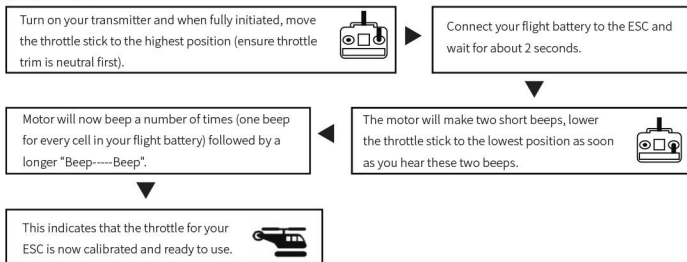 Turn on your transmitter and when fully initiated, move
the throttle stick to the highest position (ensure throttle
trim is neutral first).
Connect your flight battery to the ESC and
wait for about 2 seconds.
The motor will make two short beeps, lower
the throttle stick to the lowest position as soon
as you hear these two beeps.
Motor will now beep a number of times (one beep
for every cell in your flight battery) followed by a
longer "Beep-----Beep".
This indicates that the throttle for your
ESC is now calibrated and ready to use.